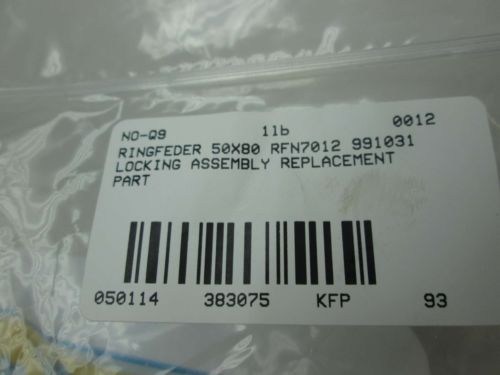 NO-Q9 1lb 0012
RINGFEDER 50X80 RFN7012 991031
LOCKING ASSEMBLY REPLACEMENT
PART
050114 383075 KFP 93